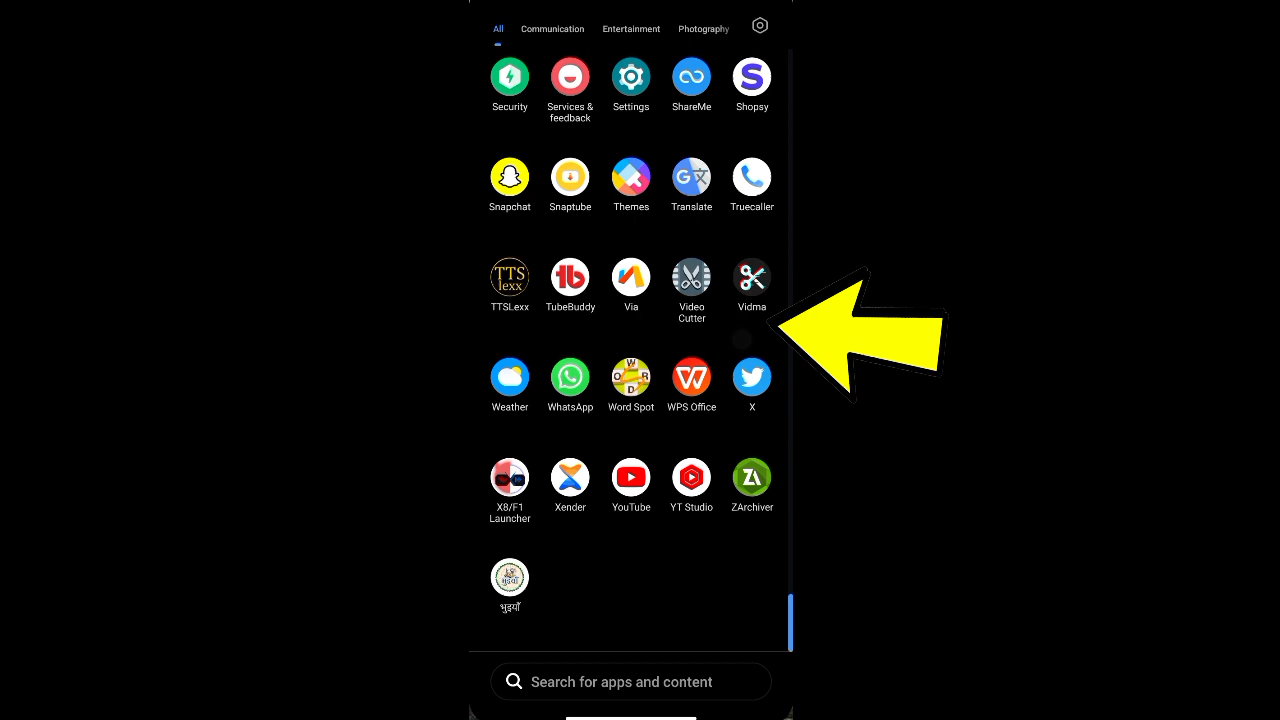 All Communication Entertainment Photography
Security Services & Settings ShareMe Shopsy
feedback
Snapchat Snaptube Themes Translate Truecaller
TTS
lexx
TTSLexx TubeBuddy Via Video Vidma
Cutter
W
O R
D
Weather WhatsApp Word Spot WPS Office X
ZA
X8/F1 Xender YouTube YT Studio ZArchiver
Launcher
भुइयाँ
भुइयाँ
Search for apps and content